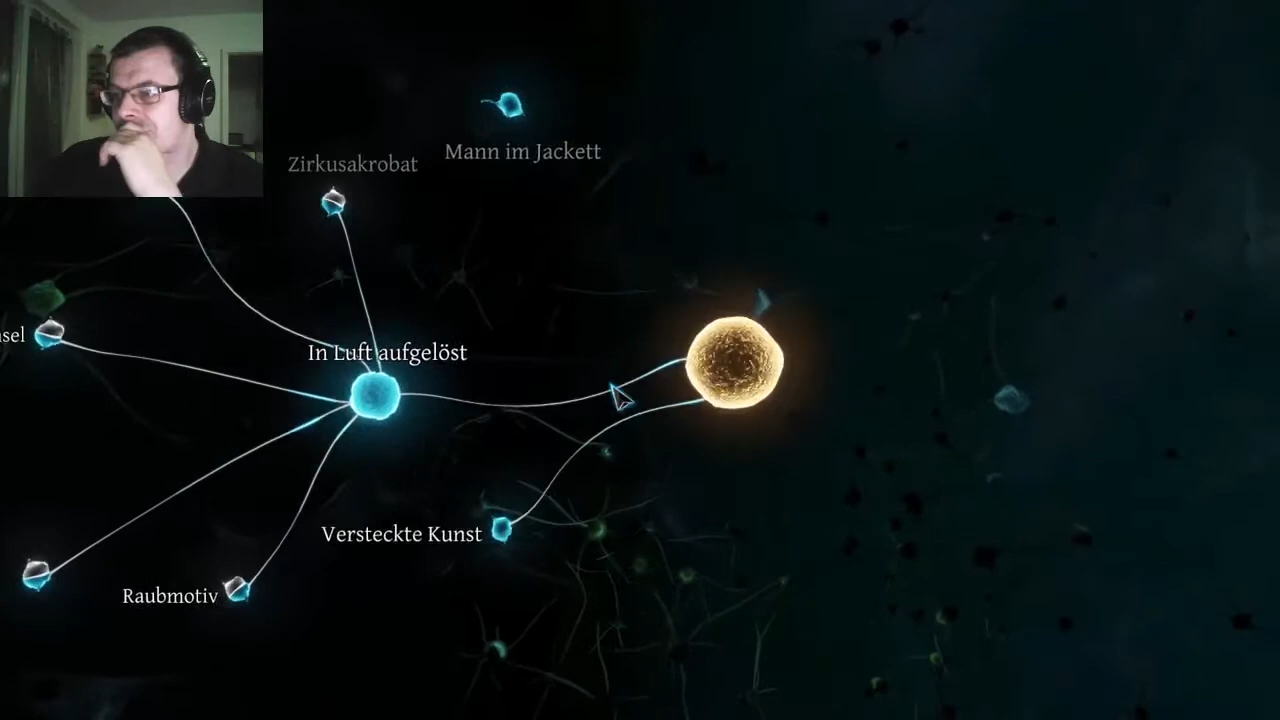 Mann im Jackett
Zirkusakrobat
In Luft aufgelöst
Versteckte Kunst
Raubmotiv